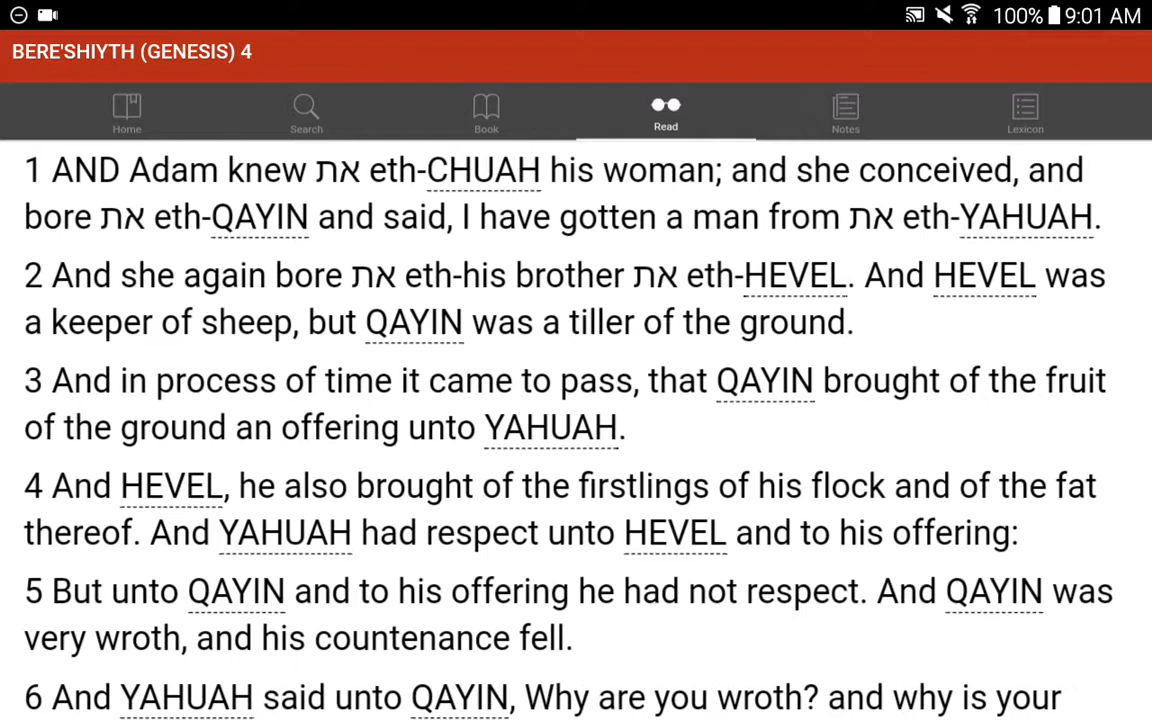 100% 9:01 AM
BERE'SHIYTH (GENESIS) 4
Home Search Book Read Notes Lexicon
1 AND Adam knew את eth-CHUAH his woman; and she conceived, and
bore את eth-QAYIN and said, I have gotten a man from את eth-YAHUAH.
2 And she again bore את eth-his brother את eth-HEVEL. And HEVEL was
a keeper of sheep, but QAYIN was a tiller of the ground.
3 And in process of time it came to pass, that QAYIN brought of the fruit
of the ground an offering unto YAHUAH.
4 And HEVEL, he also brought of the firstlings of his flock and of the fat
thereof. And YAHUAH had respect unto HEVEL and to his offering:
5 But unto QAYIN and to his offering he had not respect. And QAYIN was
very wroth, and his countenance fell.
6 And YAHUAH said unto QAYIN, Why are you wroth? and why is your